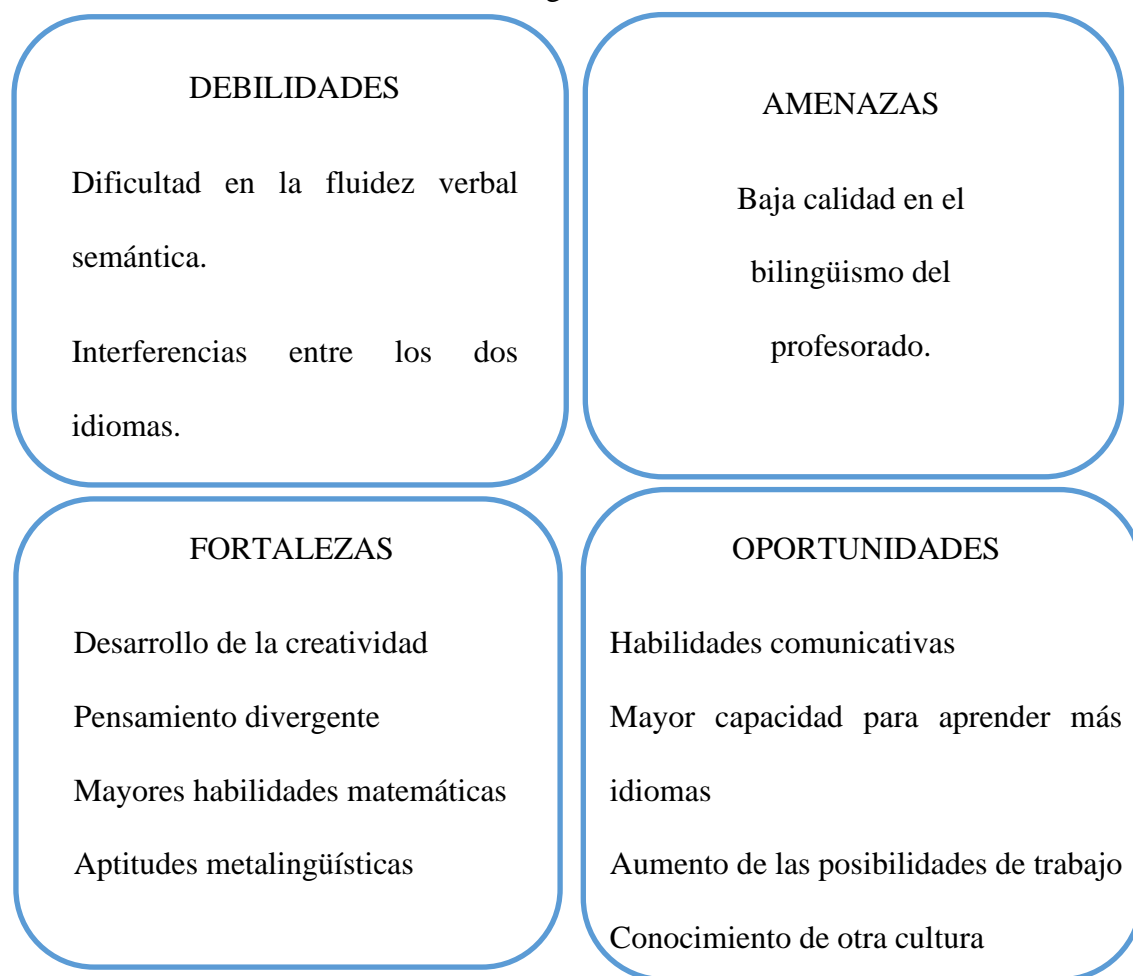 DEBILIDADES
Dificultad en la fluidez verbal
semántica.
Interferencias entre los dos
idiomas.
AMENAZAS
Baja calidad en el
bilingüismo del
profesorado.
FORTALEZAS
Desarrollo de la creatividad
Pensamiento divergente
Mayores habilidades matemáticas
Aptitudes metalingüísticas
OPORTUNIDADES
Habilidades comunicativas
Mayor capacidad para aprender más
idiomas
Aumento de las posibilidades de trabajo
Conocimiento de otra cultura